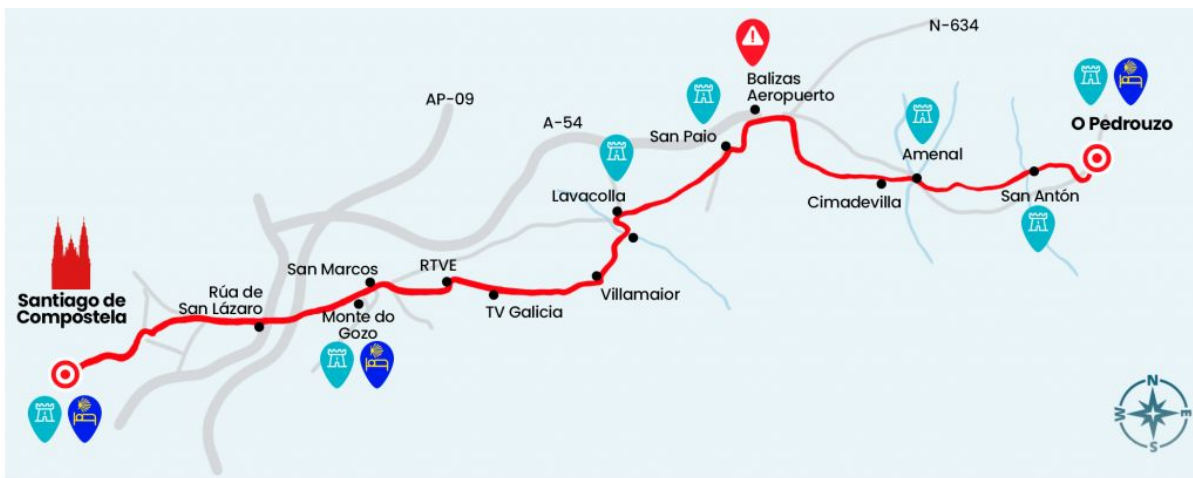 N-634
Balizas
Aeropuerto
O Pedrouzo
AP-09
A-54
San Paio
Amenal
Lavacolla
Cimadevilla
San Antón
San Marcos
RTVE
Santiago de
Compostela
Rúa de
San Lázaro
Monte do
Gozo
TV Galicia
Villamaior
N
W
E
S